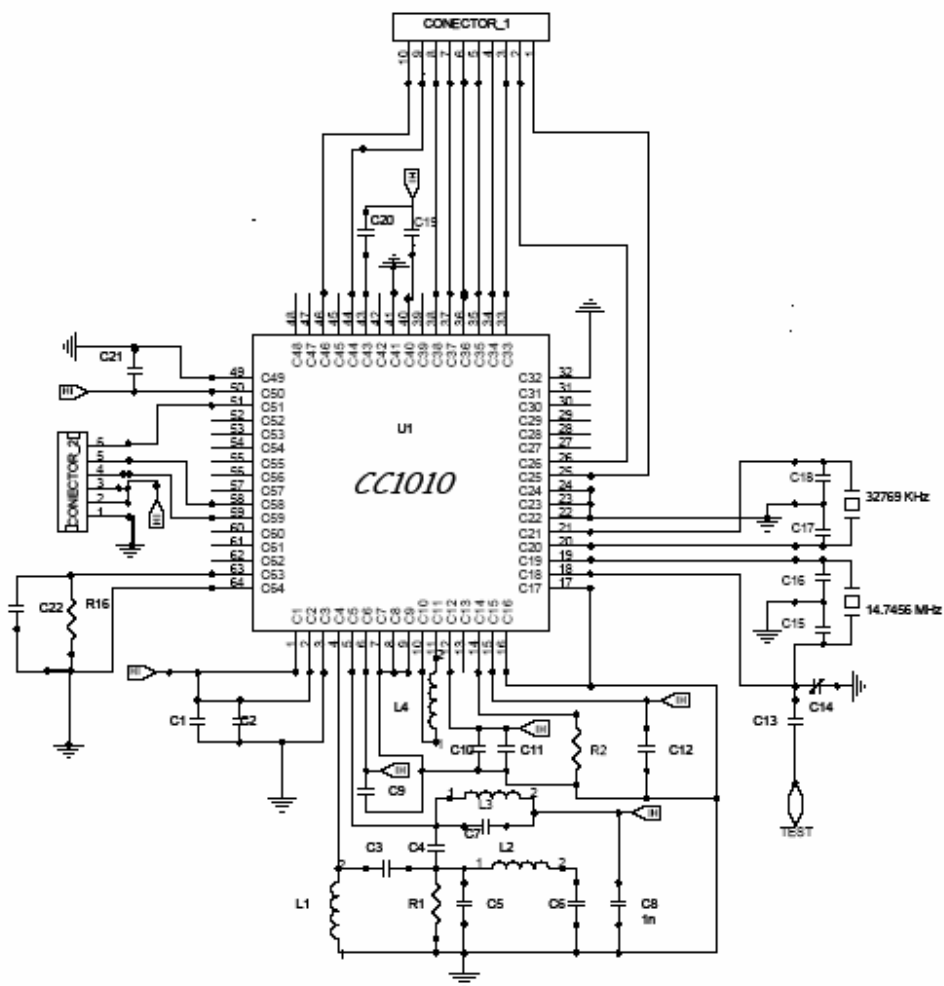 CONECTOR_1
10 9 8 7 6 5 4 3 2 1
C20 C19
48 47 46 45 44 43 42 41 40 39 38 37 36 35 34 33
C48 C47 C46 C45 C44 C43 C42 C41 C40 C39 C38 C37 C36 C35 C34 C33
C21
49 C49 C32 32
50 C50 C31 31
51 C51 C30 30
52 C52 C29 29
53 C53 C28 28
54 C54 C27 27
55 C55 C26 26
56 C56 C25 25
57 C57 C24 24
58 C58 C23 23
59 C59 C22 22
60 C60 C21 21
61 C61 C20 20
62 C62 C19 19
63 C63 C18 18
64 C64 C17 17
U1
CC1010
CONECTOR_2
6
5
4
3
2
1
C18
32769 KHz
C17
C16
14.7456 MHz
C15
C22 R16
C1 C2 C3 C4 C5 C6 C7 C8 C9 C10 C11 C12 C13 C14 C15 C16
1 2 3 4 5 6 7 8 9 10 11 12 13 14 15 16
C14
C13
TEST
C1 C2
L4
2
1
C10 C11 R2 C12
C9
1 L3 2
C7
C3 C4
1 L2 2
2
L1 R1 C5 C6 C8
1n
1